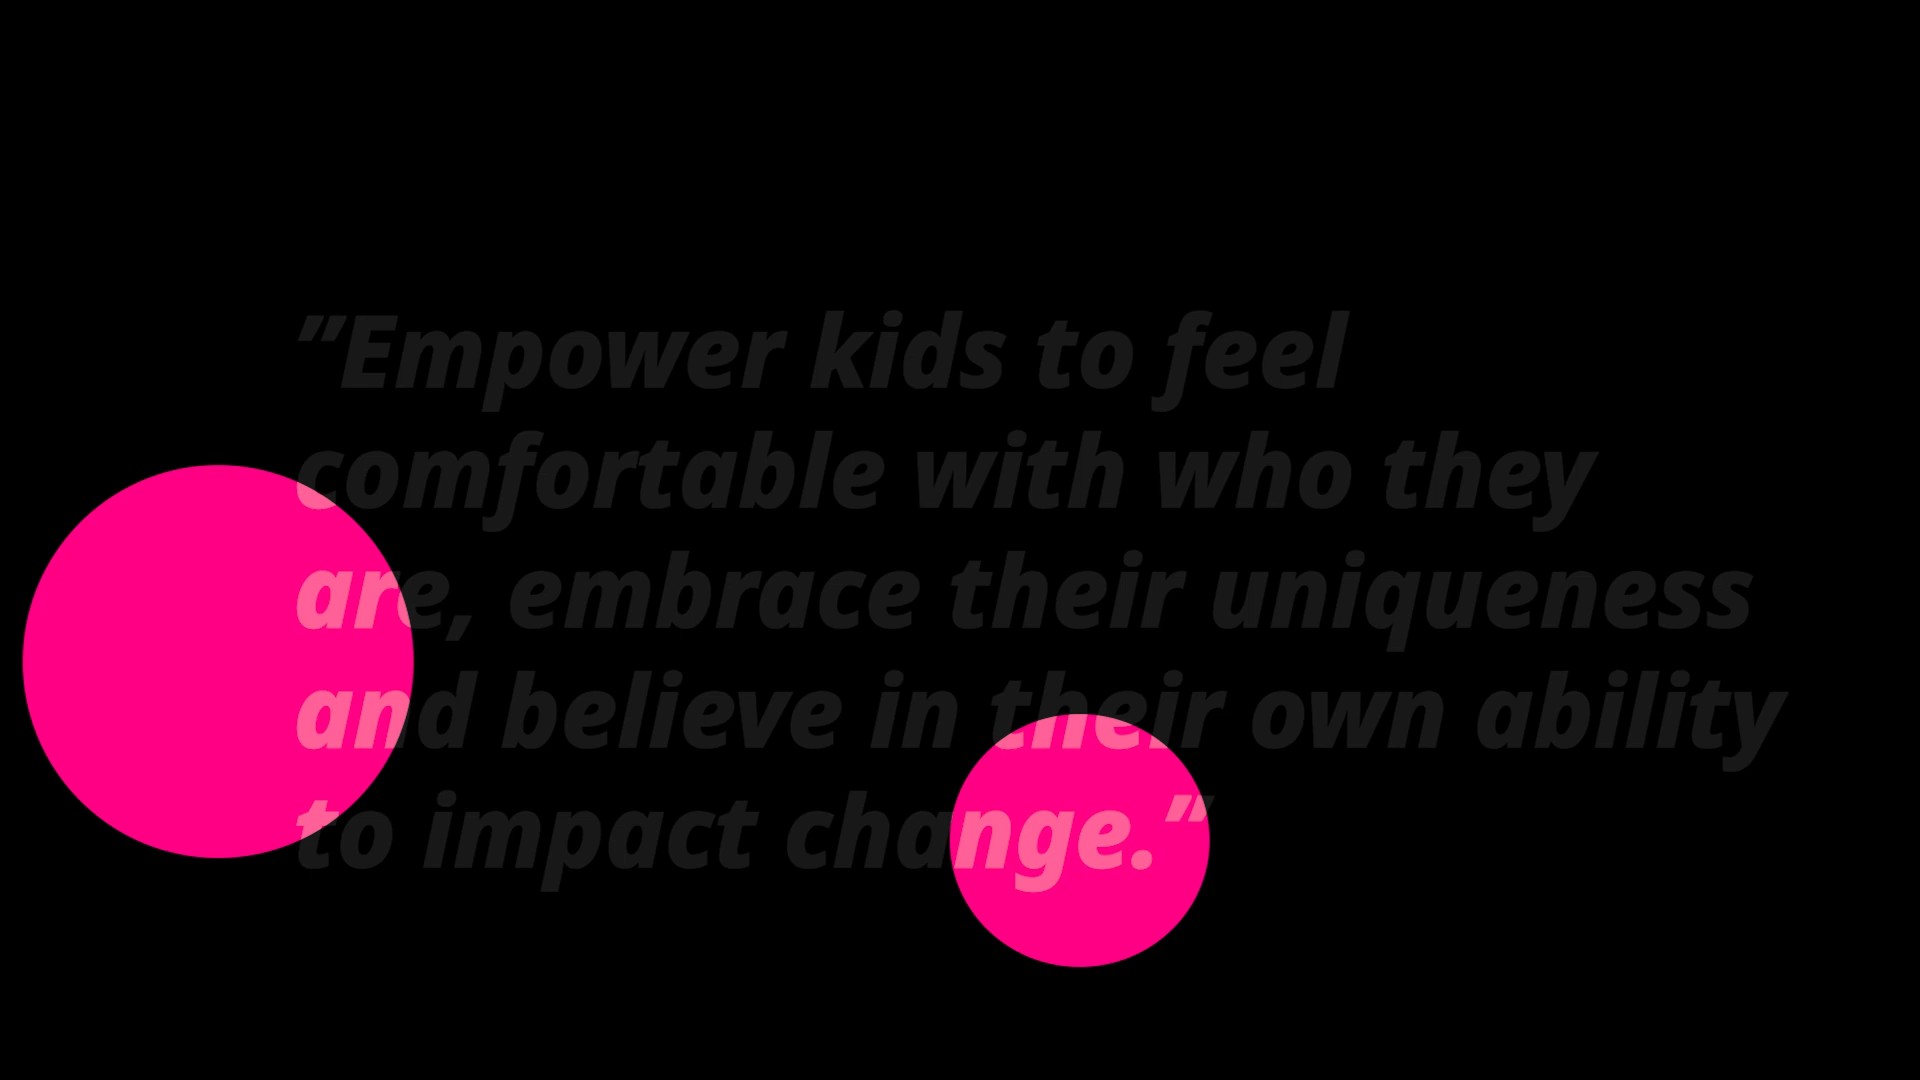 "Empower kids to feel
comfortable with who they
are, embrace their uniqueness
and believe in their own ability
to impact change."